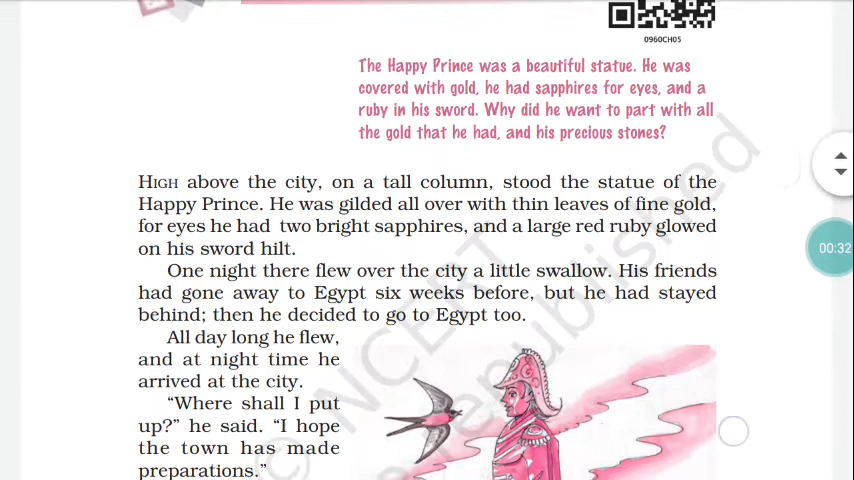 0960CH05
The Happy Prince was a beautiful statue. He was
covered with gold, he had sapphires for eyes, and a
ruby in his sword. Why did he want to part with all
the gold that he had, and his precious stones?
HIGH above the city, on a tall column, stood the statue of the
Happy Prince. He was gilded all over with thin leaves of fine gold,
for eyes he had two bright sapphires, and a large red ruby glowed
on his sword hilt.
One night there flew over the city a little swallow. His friends
had gone away to Egypt six weeks before, but he had stayed
behind; then he decided to go to Egypt too.
All day long he flew,
and at night time he
arrived at the city.
“Where shall I put
up?” he said. “I hope
the town has made
preparations.”
00:32
© NCERT
republished